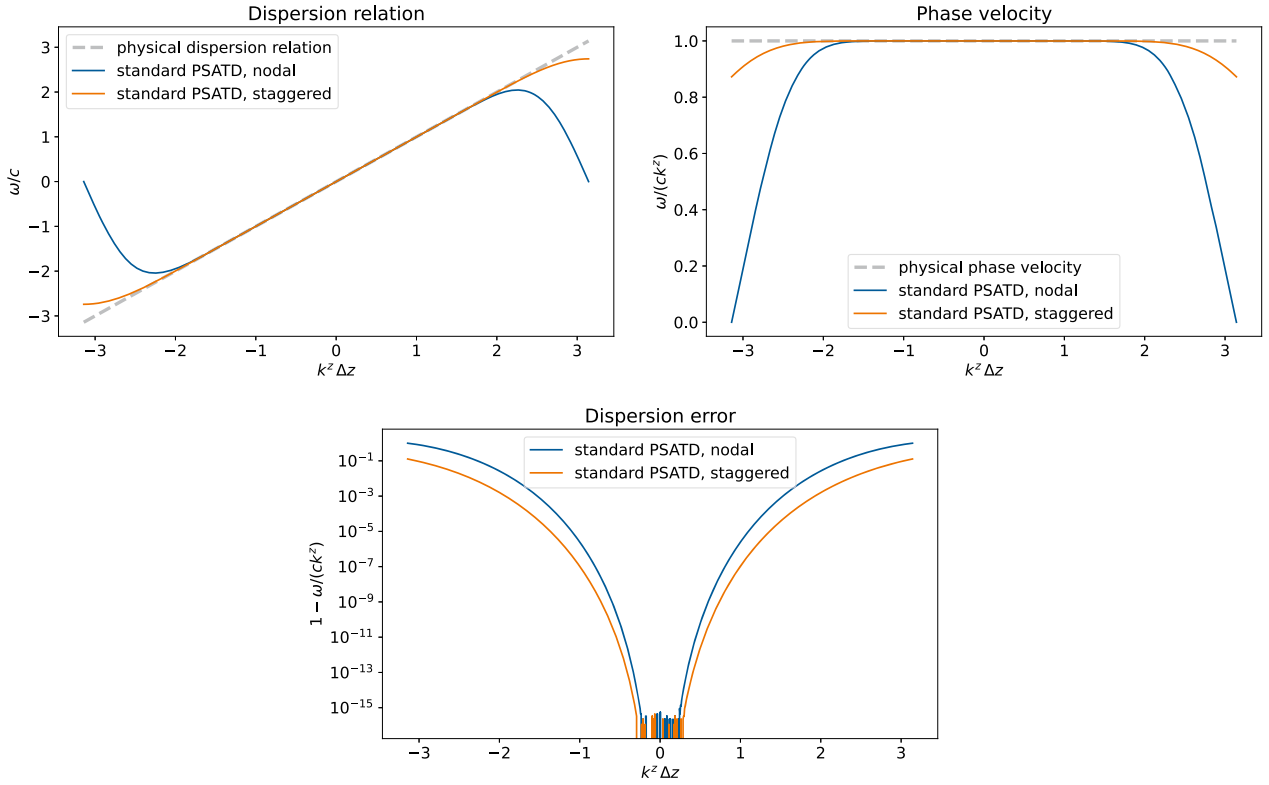 Dispersion relation
3
2
1
0
−1
−2
−3
ω/c
physical dispersion relation
standard PSATD, nodal
standard PSATD, staggered
−3 −2 −1 0 1 2 3
k^z Δz
Phase velocity
1.0
0.8
0.6
0.4
0.2
0.0
ω/(ck^z)
physical phase velocity
standard PSATD, nodal
standard PSATD, staggered
−3 −2 −1 0 1 2 3
k^z Δz
Dispersion error
10^−1
10^−3
10^−5
10^−7
10^−9
10^−11
10^−13
10^−15
1 − ω/(ck^z)
standard PSATD, nodal
standard PSATD, staggered
−3 −2 −1 0 1 2 3
k^z Δz